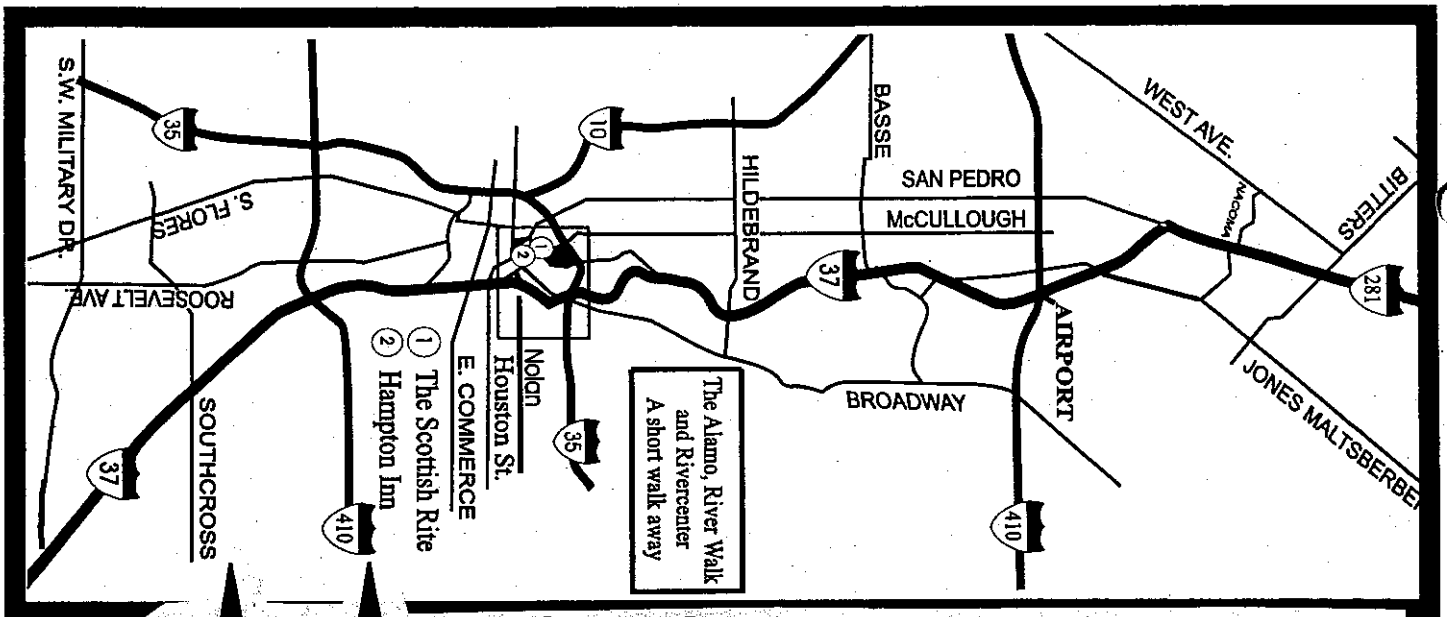 281
BITTERS
WEST AVE.
NACOMA
JONES MALTSBERBE
AIRPORT
410
SAN PEDRO
McCULLOUGH
BASSE
BROADWAY
37
HILDEBRAND
The Alamo, River Walk
and Rivercenter
A short walk away
10
35
1
2
Nolan
Houston St.
E. COMMERCE
① The Scottish Rite
② Hampton Inn
410
35
S. FLORES
ROOSEVELT AVE.
SOUTHCROSS
37
S.W. MILITARY DR.